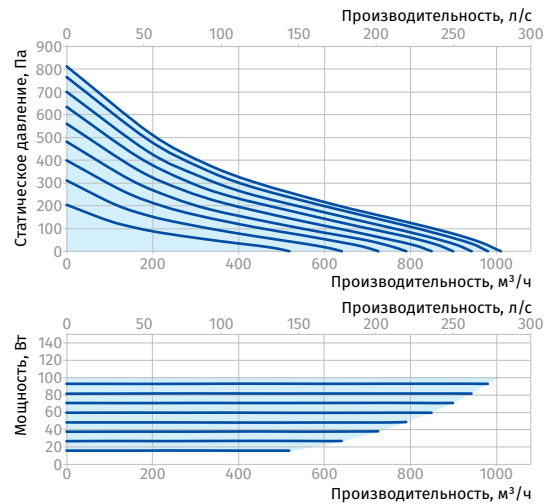 Производительность, л/с
0 50 100 150 200 250 300
Статическое давление, Па
900
800
700
600
500
400
300
200
100
0
0 200 400 600 800 1000
Производительность, м³/ч
Производительность, л/с
0 50 100 150 200 250 300
Мощность, Вт
140
120
100
80
60
40
20
0
0 200 400 600 800 1000
Производительность, м³/ч